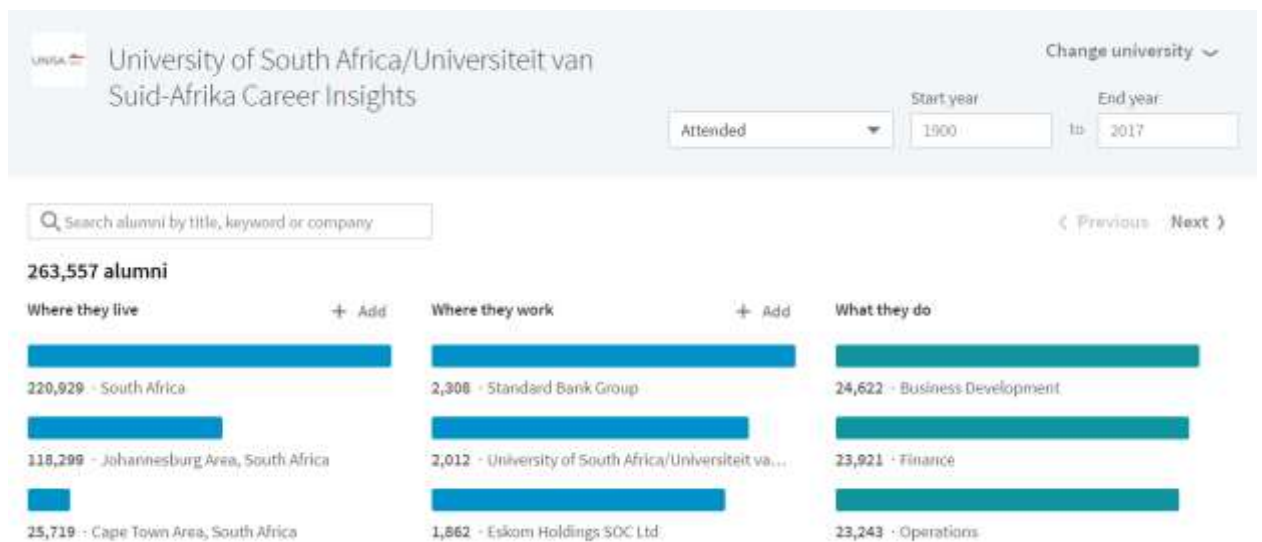 UNISA
University of South Africa/Universiteit van
Suid-Afrika Career Insights
Change university
Start year
End year
Attended
1900
to
2017
Search alumni by title, keyword or company
Previous
Next
263,557 alumni
Where they live
+ Add
Where they work
+ Add
What they do
220,929 · South Africa
2,308 · Standard Bank Group
24,622 · Business Development
118,299 · Johannesburg Area, South Africa
2,012 · University of South Africa/Universiteit va...
23,921 · Finance
25,719 · Cape Town Area, South Africa
1,862 · Eskom Holdings SOC Ltd
23,243 · Operations